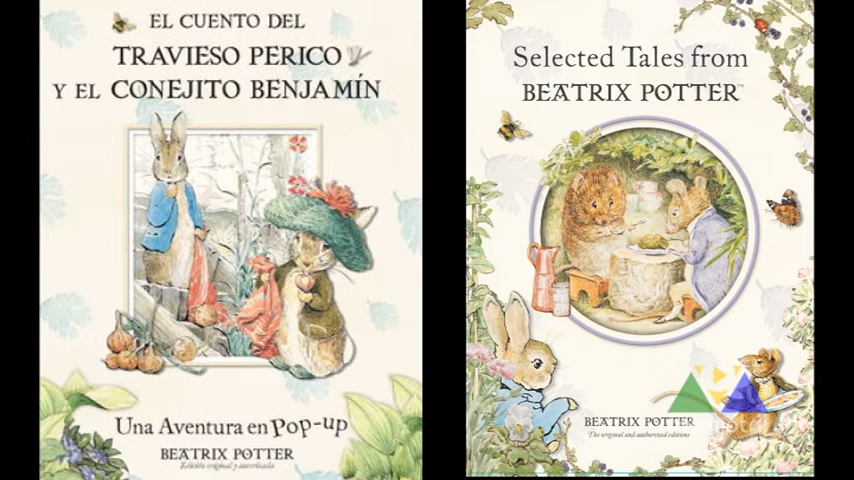 EL CUENTO DEL
TRAVIESO PERICO
Y EL CONEJITO BENJAMÍN
Una Aventura en Pop-up
BEATRIX POTTER
Edición original y autorizada
Selected Tales from
BEATRIX POTTER™
BEATRIX POTTER
The original and authorized editions